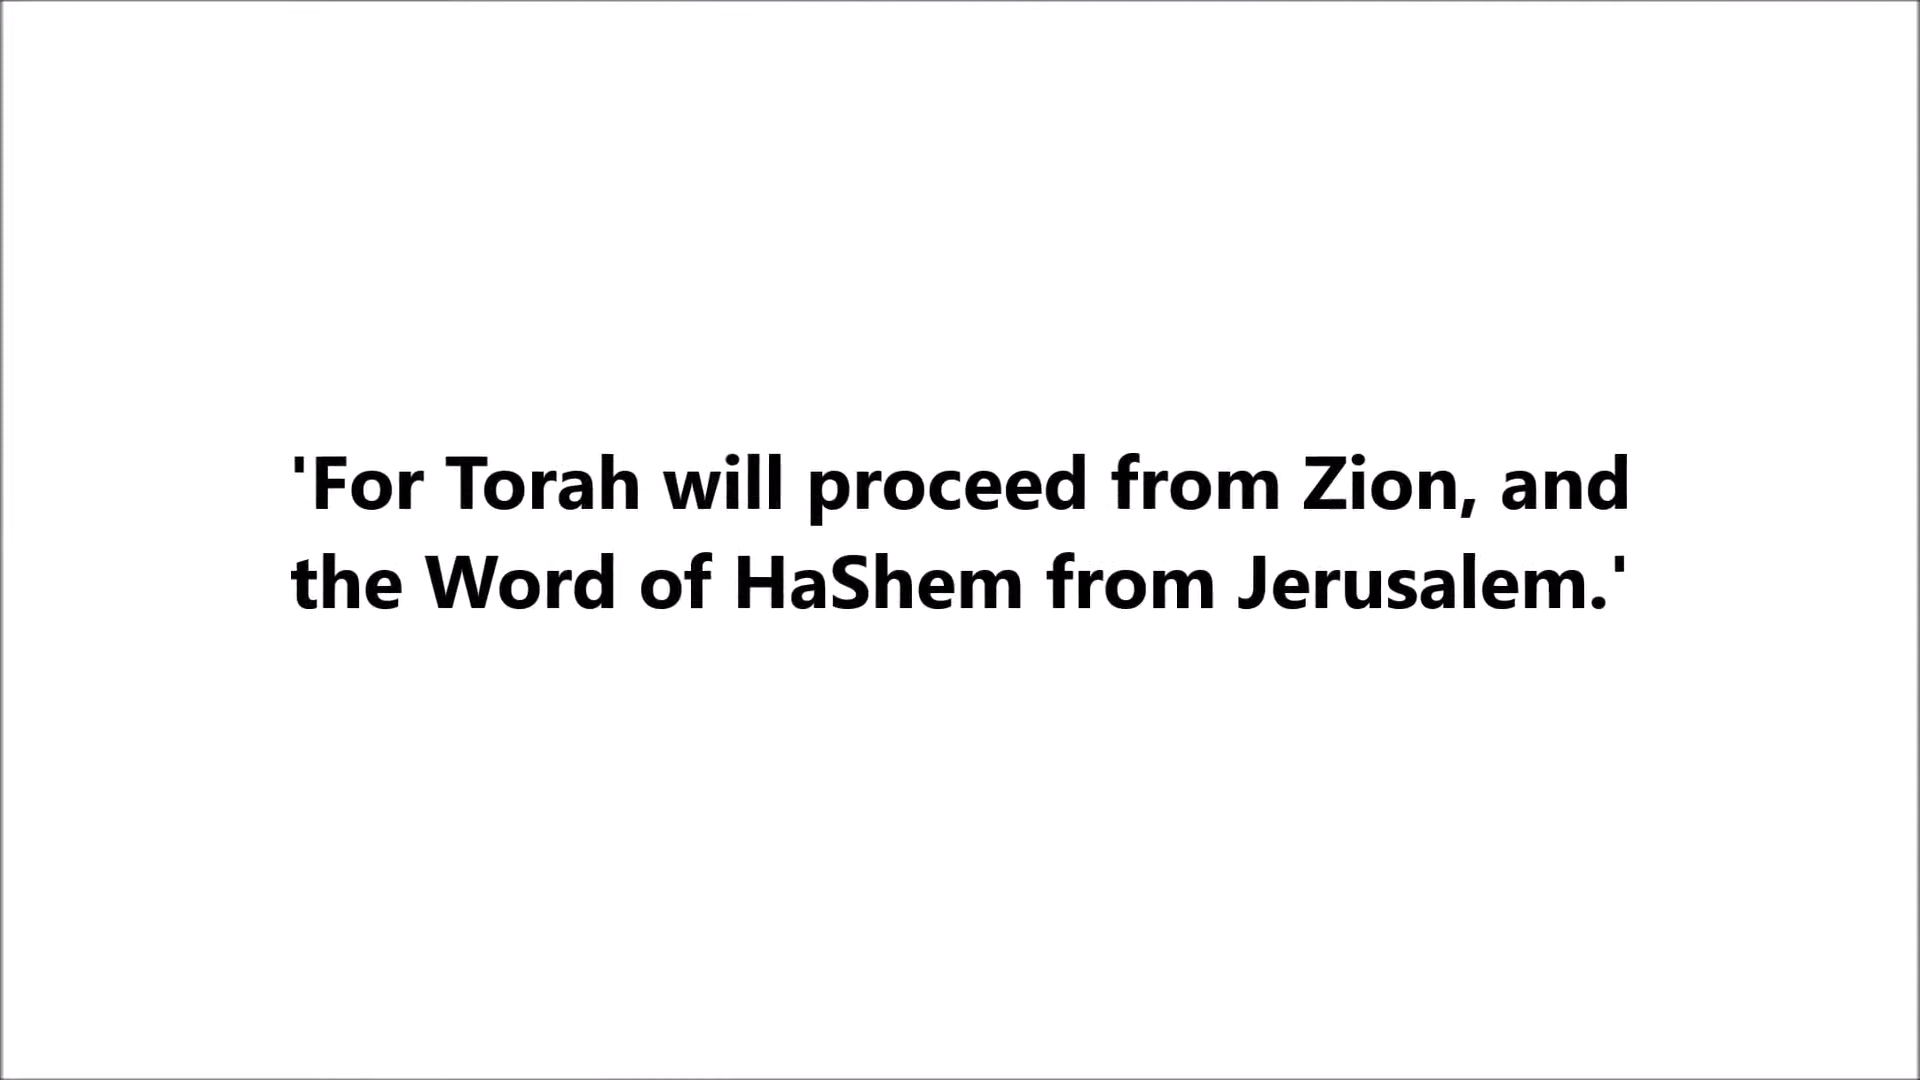 'For Torah will proceed from Zion, and
the Word of HaShem from Jerusalem.'